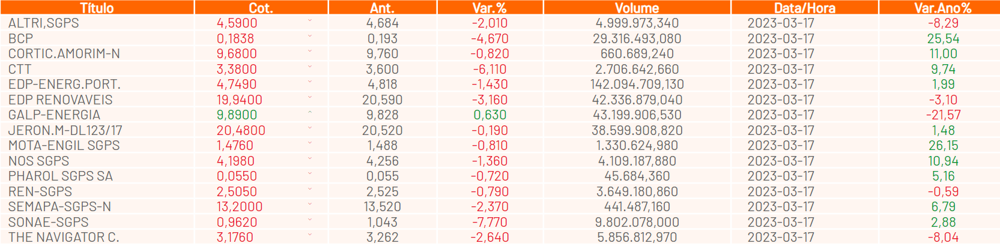 Título Cot. Ant. Var.% Volume Data/Hora Var.Ano%
ALTRI,SGPS 4,5900 4,684 -2,010 4.999.973,340 2023-03-17 -8,29
BCP 0,1838 0,193 -4,670 29.316.493,080 2023-03-17 25,54
CORTIC.AMORIM-N 9,6800 9,760 -0,820 660.689,240 2023-03-17 11,00
CTT 3,3800 3,600 -6,110 2.706.642,660 2023-03-17 9,74
EDP-ENERG.PORT. 4,7490 4,818 -1,430 142.094.709,130 2023-03-17 1,99
EDP RENOVAVEIS 19,9400 20,590 -3,160 42.336.879,040 2023-03-17 -3,10
GALP-ENERGIA 9,8900 9,828 0,630 43.199.906,530 2023-03-17 -21,57
JERON.M-DL123/17 20,4800 20,520 -0,190 38.599.908,820 2023-03-17 1,48
MOTA-ENGIL SGPS 1,4760 1,488 -0,810 1.330.624,980 2023-03-17 26,15
NOS SGPS 4,1980 4,256 -1,360 4.109.187,880 2023-03-17 10,94
PHAROL SGPS SA 0,0550 0,055 -0,720 45.684,360 2023-03-17 5,16
REN-SGPS 2,5050 2,525 -0,790 3.649.180,860 2023-03-17 -0,59
SEMAPA-SGPS-N 13,2000 13,520 -2,370 441.487,160 2023-03-17 6,79
SONAE-SGPS 0,9620 1,043 -7,770 9.802.078,000 2023-03-17 2,88
THE NAVIGATOR C. 3,1760 3,262 -2,640 5.856.812,970 2023-03-17 -8,04